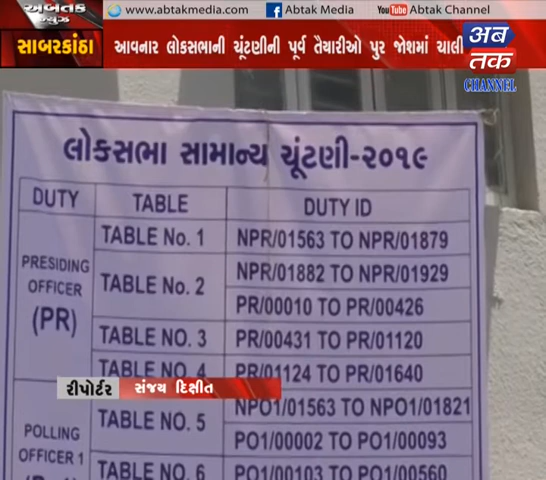 અબતક
ન્યુઝ
www.abtakmedia.com
f Abtak Media
YouTube Abtak Channel
સાબરકાંઠા
આવનાર લોકસભાની ચૂંટણીની પૂર્વ તૈયારીઓ પુર જોશમાં ચાલી
અબ
તક
CHANNEL
લોકસભા સામાન્ય ચૂંટણી-૨૦૧૯
DUTY TABLE DUTY ID
PRESIDING OFFICER (PR)
TABLE No. 1 NPR/01563 TO NPR/01879
TABLE No. 2 NPR/01882 TO NPR/01929
PR/00010 TO PR/00426
TABLE NO. 3 PR/00431 TO PR/01120
TABLE NO. 4 PR/01124 TO PR/01640
રીપોર્ટર સંજય દિક્ષીત
POLLING OFFICER 1
TABLE NO. 5 NPO1/01563 TO NPO1/01821
PO1/00002 TO PO1/00093
TABLE NO. 6 PO1/00103 TO PO1/00560